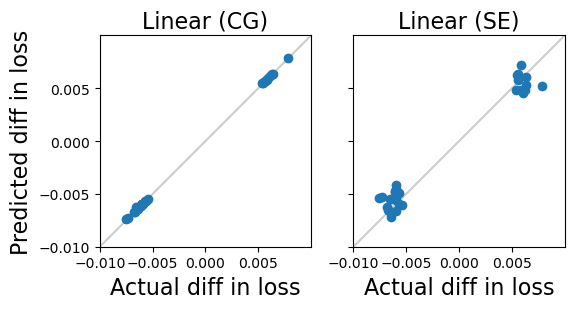 Linear (CG)
Linear (SE)
Predicted diff in loss
0.005
0.000
−0.005
−0.010
−0.010 −0.005 0.000 0.005
−0.010 −0.005 0.000 0.005
Actual diff in loss
Actual diff in loss